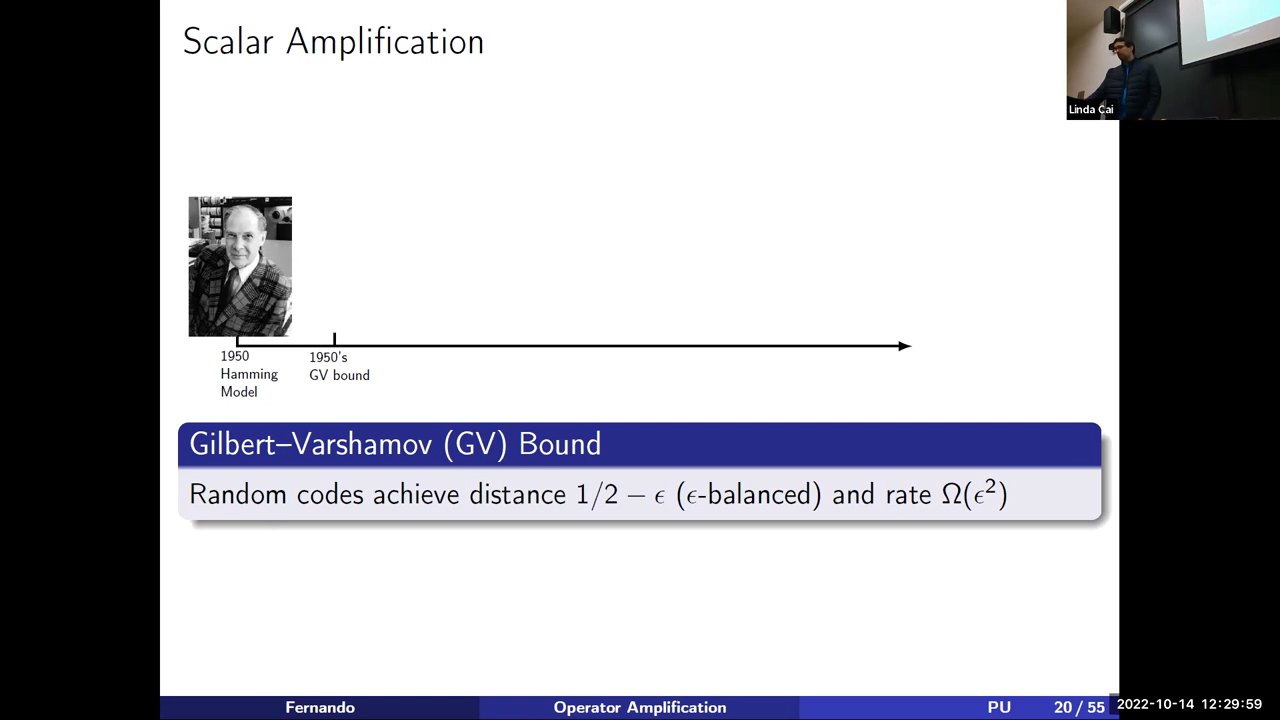 Scalar Amplification
Linda Cai
1950
Hamming
Model
1950's
GV bound
Gilbert–Varshamov (GV) Bound
Random codes achieve distance 1/2 − ϵ (ϵ-balanced) and rate Ω(ϵ²)
Fernando
Operator Amplification
PU
20 / 55
2022-10-14 12:29:59